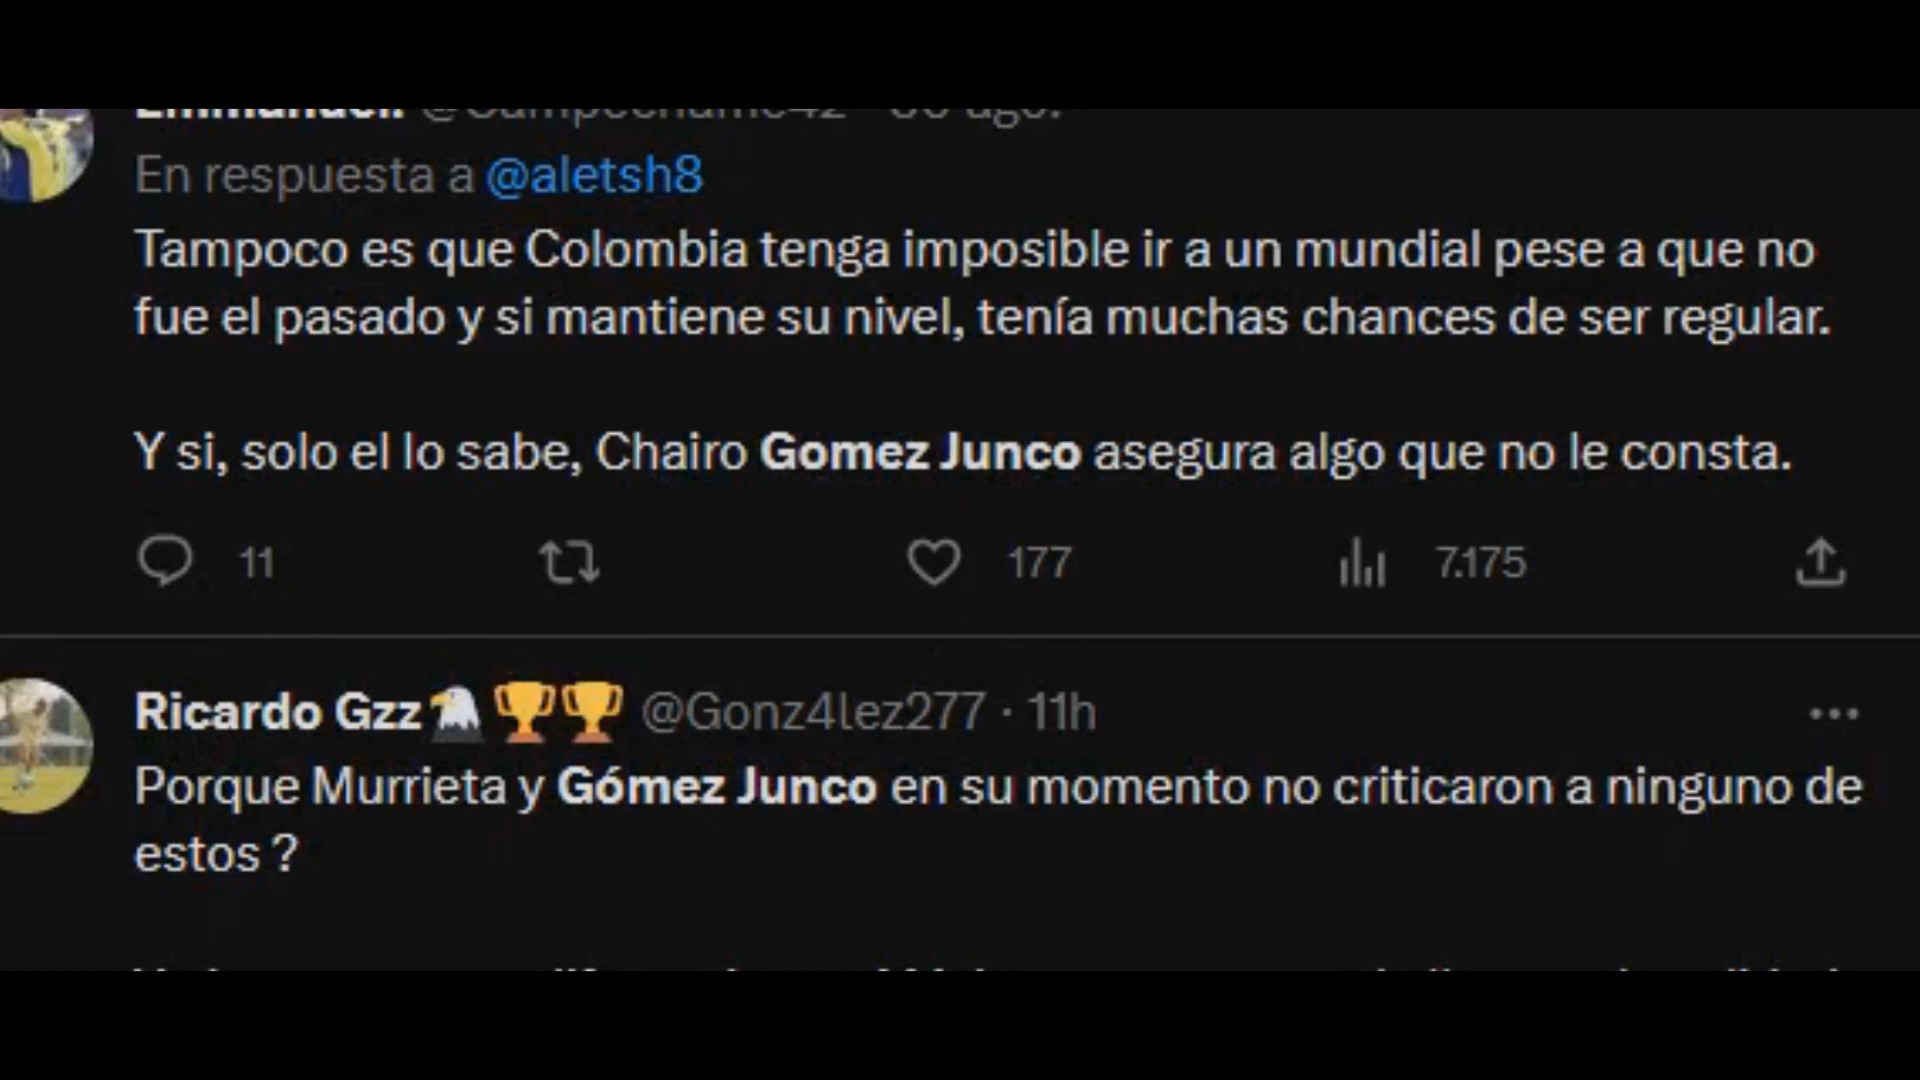 En respuesta a @aletsh8
Tampoco es que Colombia tenga imposible ir a un mundial pese a que no
fue el pasado y si mantiene su nivel, tenía muchas chances de ser regular.
Y si, solo el lo sabe, Chairo Gomez Junco asegura algo que no le consta.
11 177 7.175
Ricardo Gzz🦅🏆🏆 @Gonz4lez277 · 11h
Porque Murrieta y Gómez Junco en su momento no criticaron a ninguno de
estos ?